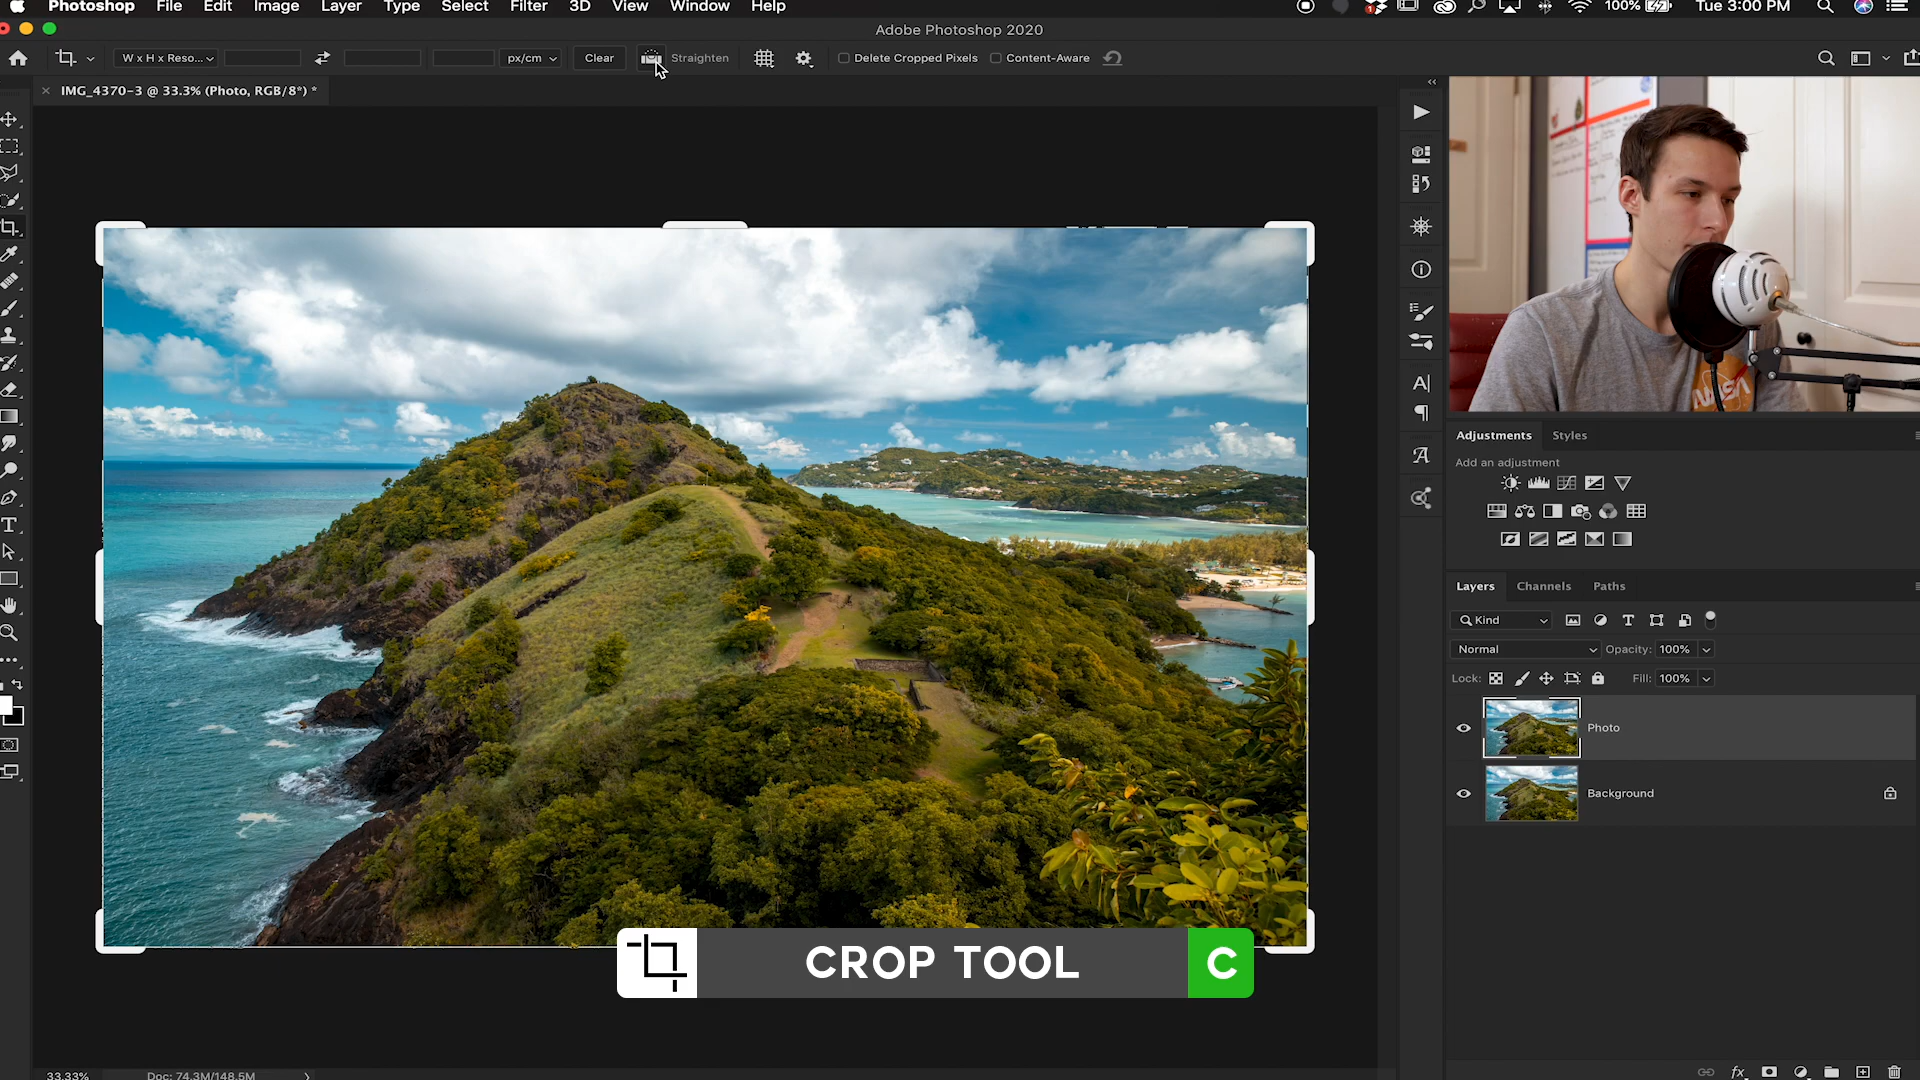 Photoshop File Edit Image Layer Type Select Filter 3D View Window Help 1 100% Tue 3:00 PM
Adobe Photoshop 2020
W x H x Reso... px/cm Clear Straighten Delete Cropped Pixels Content-Aware
IMG_4370-3 @ 33.3% (Photo, RGB/8*) *
NASA
Adjustments Styles
Add an adjustment
Layers Channels Paths
Kind
Normal Opacity: 100%
Lock: Fill: 100%
Photo
Background
CROP TOOL C
33.33% Doc: 74.3M/148.5M